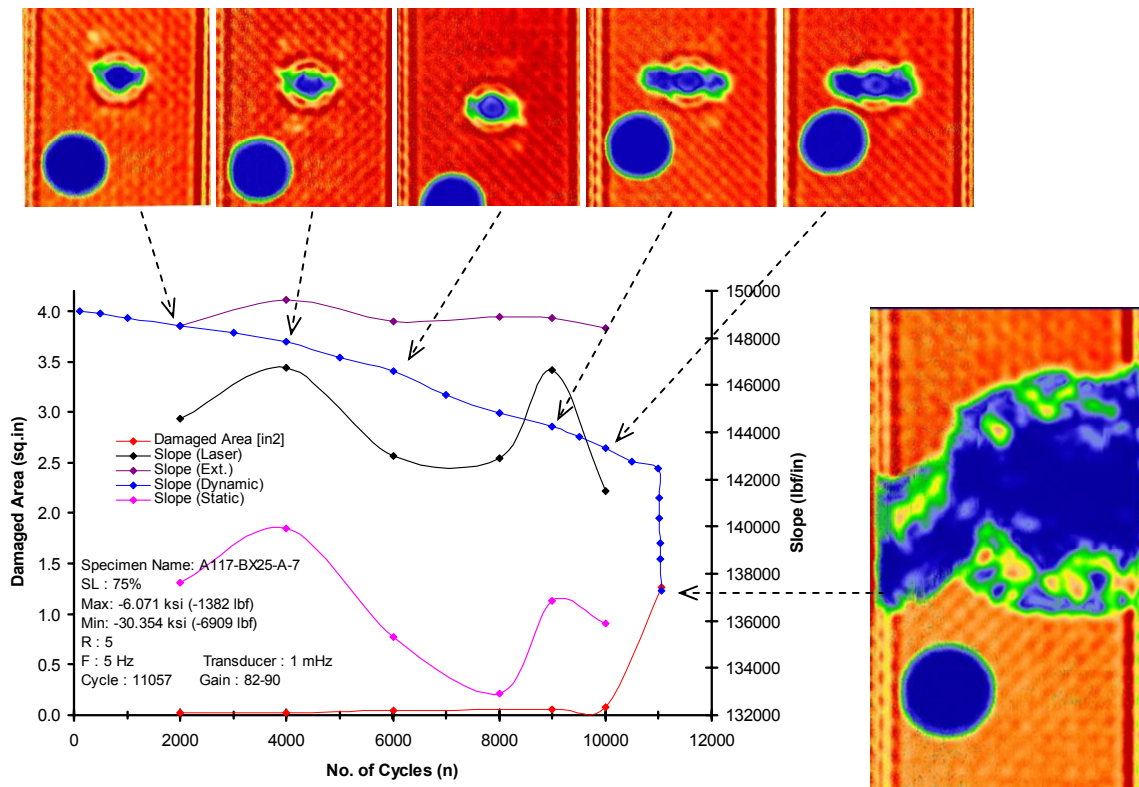 4.0
3.5
3.0
2.5
2.0
1.5
1.0
0.5
0.0
Damaged Area (sq.in)
150000
148000
146000
144000
142000
140000
138000
136000
134000
132000
Slope (lbf/in)
Damaged Area [in2]
Slope (Laser)
Slope (Ext.)
Slope (Dynamic)
Slope (Static)
Specimen Name: A117-BX25-A-7
SL : 75%
Max: -6.071 ksi (-1382 lbf)
Min: -30.354 ksi (-6909 lbf)
R : 5
F : 5 Hz Transducer : 1 mHz
Cycle : 11057 Gain : 82-90
0 2000 4000 6000 8000 10000 12000
No. of Cycles (n)